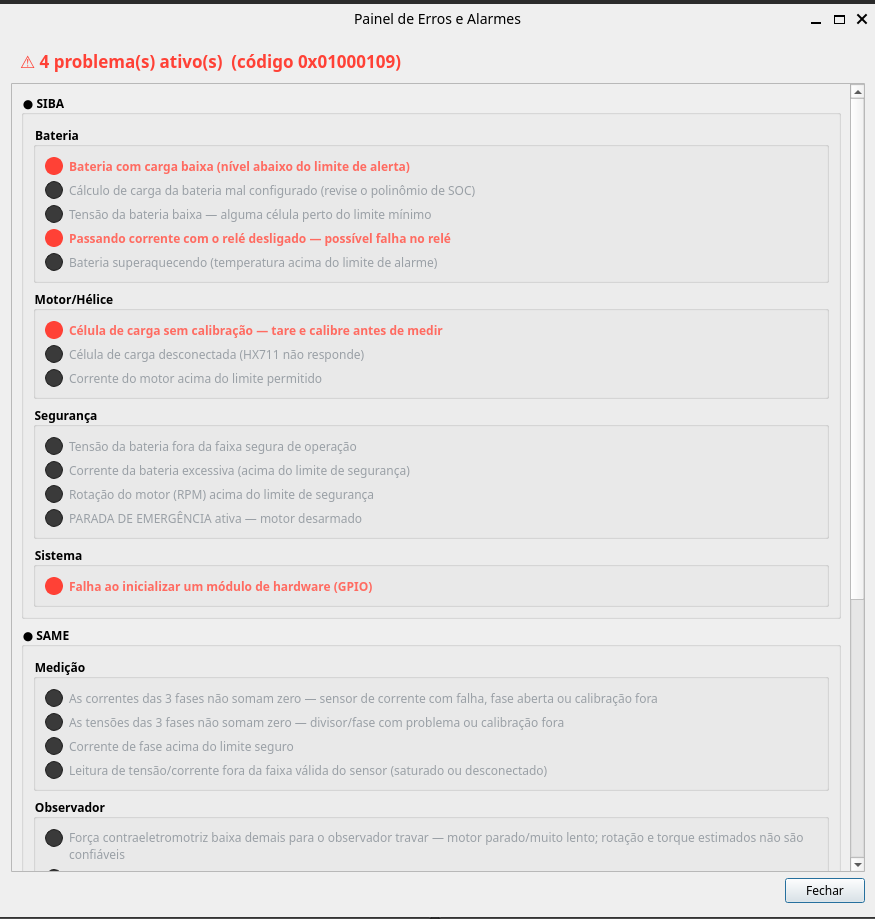 Painel de Erros e Alarmes
⚠ 4 problema(s) ativo(s) (código 0x01000109)
● SIBA
Bateria
Bateria com carga baixa (nível abaixo do limite de alerta)
Cálculo de carga da bateria mal configurado (revise o polinômio de SOC)
Tensão da bateria baixa — alguma célula perto do limite mínimo
Passando corrente com o relé desligado — possível falha no relé
Bateria superaquecendo (temperatura acima do limite de alarme)
Motor/Hélice
Célula de carga sem calibração — tare e calibre antes de medir
Célula de carga desconectada (HX711 não responde)
Corrente do motor acima do limite permitido
Segurança
Tensão da bateria fora da faixa segura de operação
Corrente da bateria excessiva (acima do limite de segurança)
Rotação do motor (RPM) acima do limite de segurança
PARADA DE EMERGÊNCIA ativa — motor desarmado
Sistema
Falha ao inicializar um módulo de hardware (GPIO)
● SAME
Medição
As correntes das 3 fases não somam zero — sensor de corrente com falha, fase aberta ou calibração fora
As tensões das 3 fases não somam zero — divisor/fase com problema ou calibração fora
Corrente de fase acima do limite seguro
Leitura de tensão/corrente fora da faixa válida do sensor (saturado ou desconectado)
Observador
Força contraeletromotriz baixa demais para o observador travar — motor parado/muito lento; rotação e torque estimados não são
confiáveis
Fechar